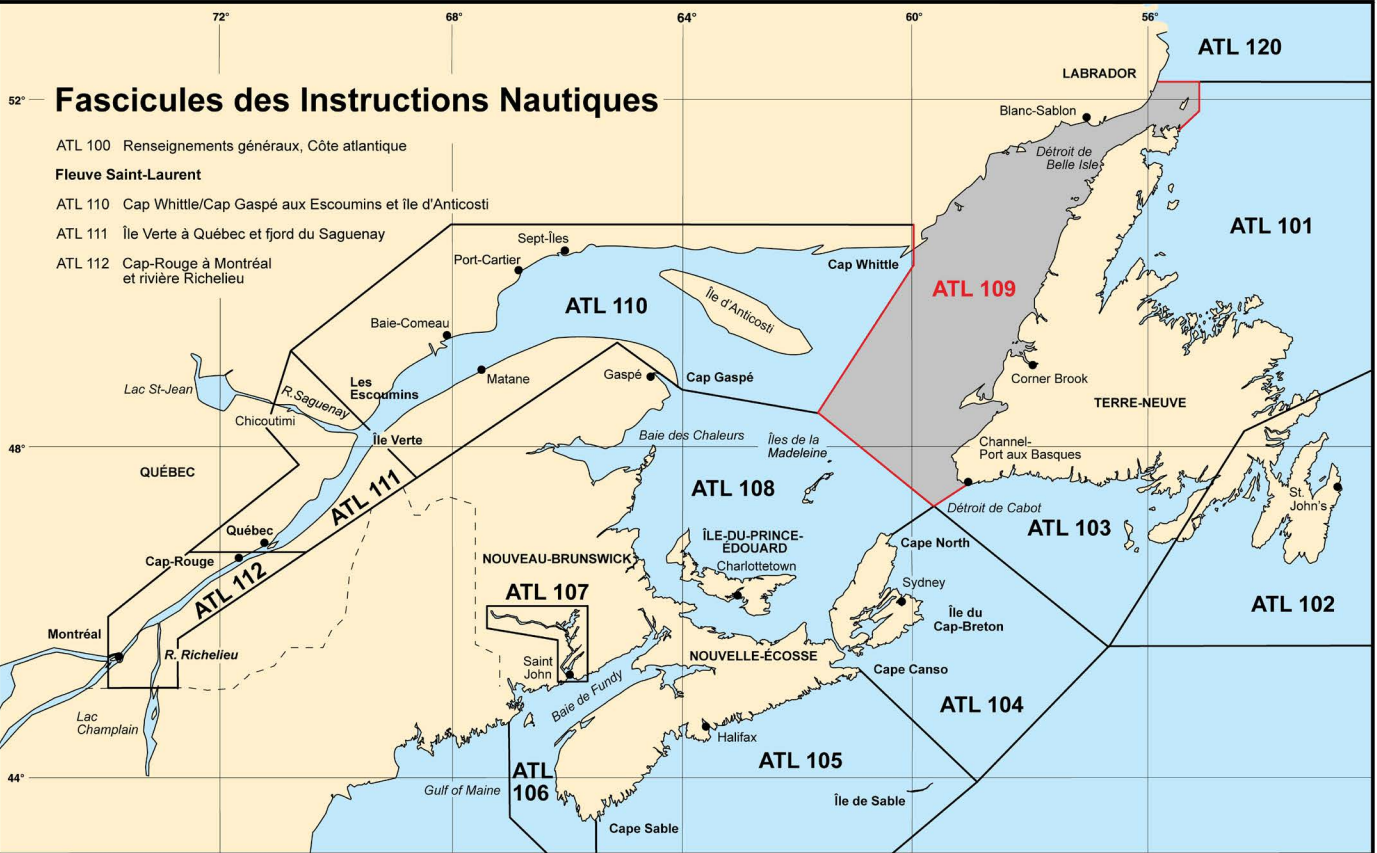 72°
68°
64°
60°
56°
ATL 120
LABRADOR
52°
Fascicules des Instructions Nautiques
Blanc-Sablon
ATL 100 Renseignements généraux, Côte atlantique
Détroit de
Belle Isle
Fleuve Saint-Laurent
ATL 110 Cap Whittle/Cap Gaspé aux Escoumins et île d'Anticosti
ATL 101
ATL 111 Île Verte à Québec et fjord du Saguenay
Sept-Îles
Port-Cartier
Cap Whittle
ATL 112 Cap-Rouge à Montréal
et rivière Richelieu
ATL 109
ATL 110
Île d'Anticosti
Baie-Comeau
Lac St-Jean
R. Saguenay
Les
Escoumins
Matane
Gaspé
Cap Gaspé
Corner Brook
TERRE-NEUVE
Chicoutimi
Île Verte
Baie des Chaleurs
Îles de la
Madeleine
Channel-
Port aux Basques
48°
QUÉBEC
ATL 111
ATL 108
St.
John's
Détroit de Cabot
ATL 103
Québec
Cap-Rouge
ÎLE-DU-PRINCE-
ÉDOUARD
Charlottetown
Cape North
NOUVEAU-BRUNSWICK
ATL 112
ATL 107
Sydney
ATL 102
Île du
Cap-Breton
Montréal
R. Richelieu
NOUVELLE-ÉCOSSE
Saint
John
Cape Canso
Baie de Fundy
ATL 104
Lac
Champlain
Halifax
ATL 105
44°
ATL
106
Gulf of Maine
Île de Sable
Cape Sable